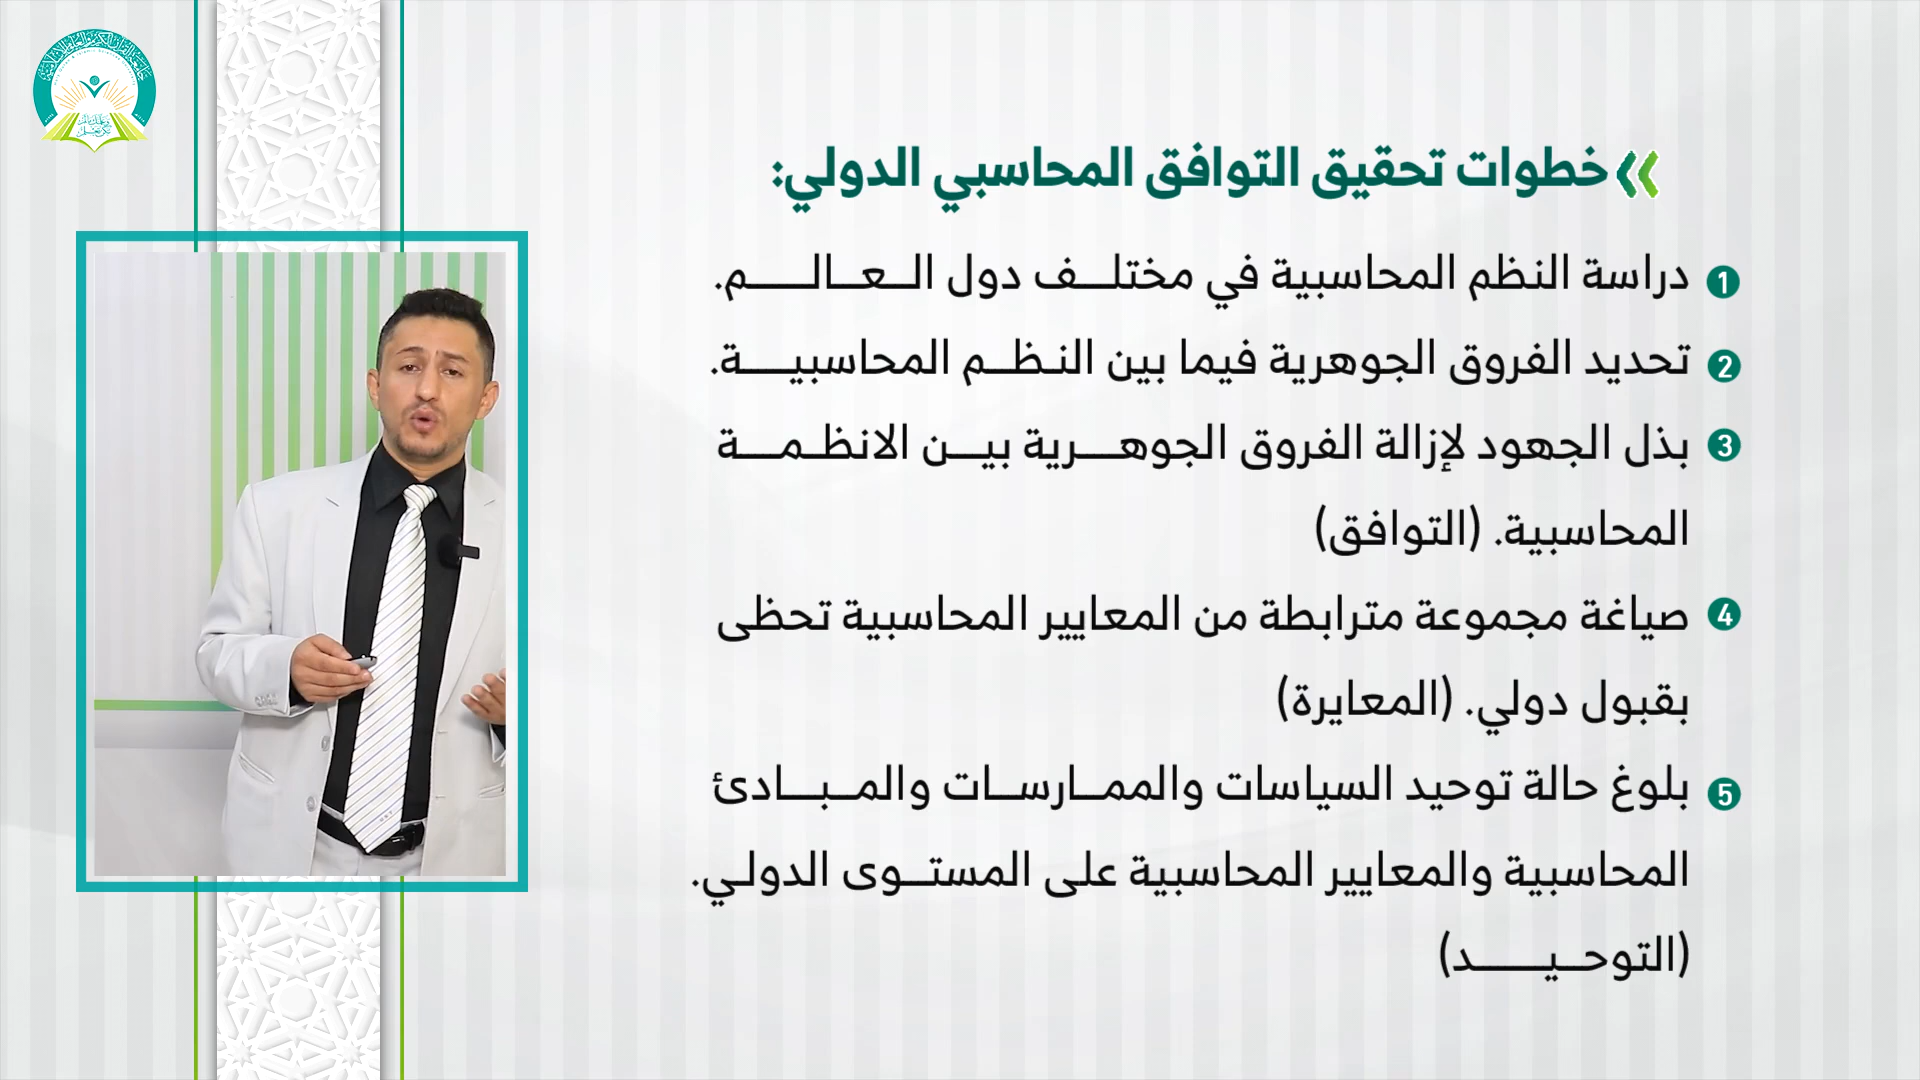 خطوات تحقيق التوافق المحاسبي الدولي:
1 دراسة النظم المحاسبية في مختلف دول العالم.
2 تحديد الفروق الجوهرية فيما بين النظم المحاسبية.
3 بذل الجهود لإزالة الفروق الجوهرية بين الانظمة
المحاسبية. (التوافق)
4 صياغة مجموعة مترابطة من المعايير المحاسبية تحظى
بقبول دولي. (المعايرة)
5 بلوغ حالة توحيد السياسات والممارسات والمبادئ
المحاسبية والمعايير المحاسبية على المستوى الدولي.
(التوحيد)